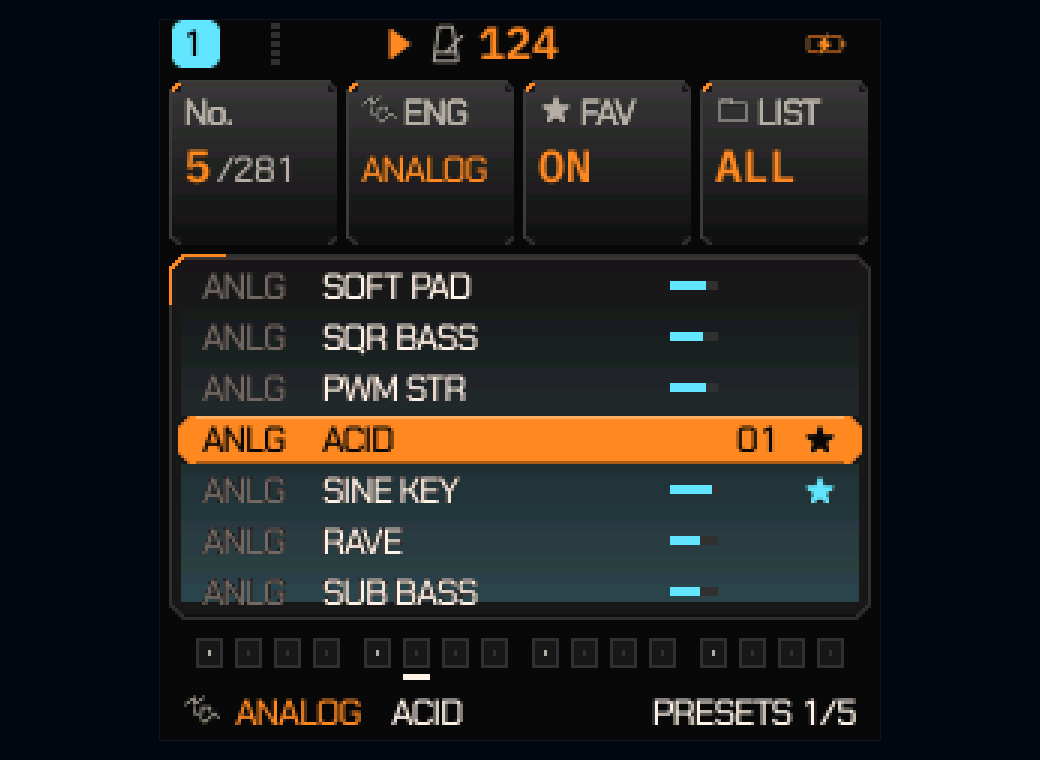 1 124
No. ENG FAV LIST
5/281 ANALOG ON ALL
ANLG SOFT PAD
ANLG SQR BASS
ANLG PWM STR
ANLG ACID 01
ANLG SINE KEY
ANLG RAVE
ANLG SUB BASS
ANALOG ACID PRESETS 1/5